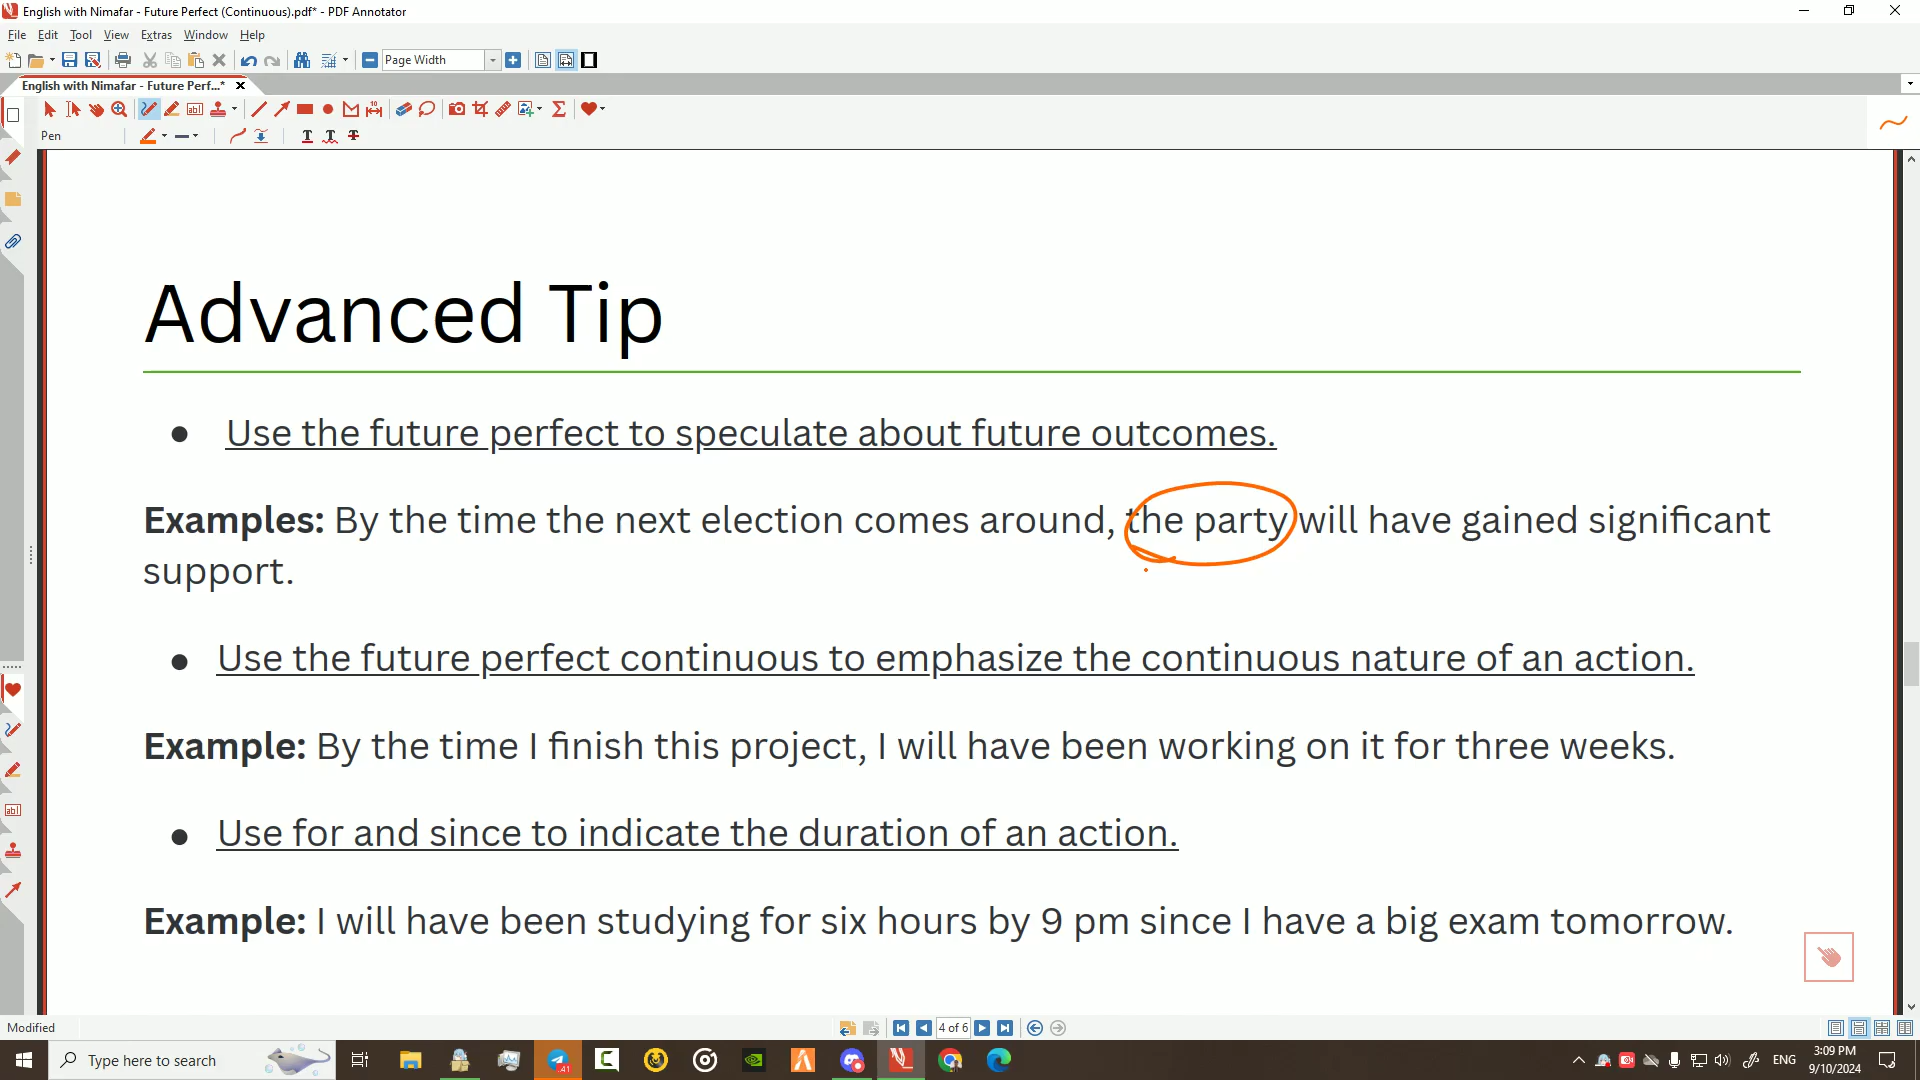 English with Nimafar - Future Perfect (Continuous).pdf* - PDF Annotator
File Edit Tool View Extras Window Help
Page Width
English with Nimafar - Future Perf...*
Pen
Advanced Tip
● Use the future perfect to speculate about future outcomes.
Examples: By the time the next election comes around, the party will have gained significant
support.
● Use the future perfect continuous to emphasize the continuous nature of an action.
Example: By the time I finish this project, I will have been working on it for three weeks.
● Use for and since to indicate the duration of an action.
Example: I will have been studying for six hours by 9 pm since I have a big exam tomorrow.
Modified
4 of 6
Type here to search
41
ENG
3:09 PM
9/10/2024